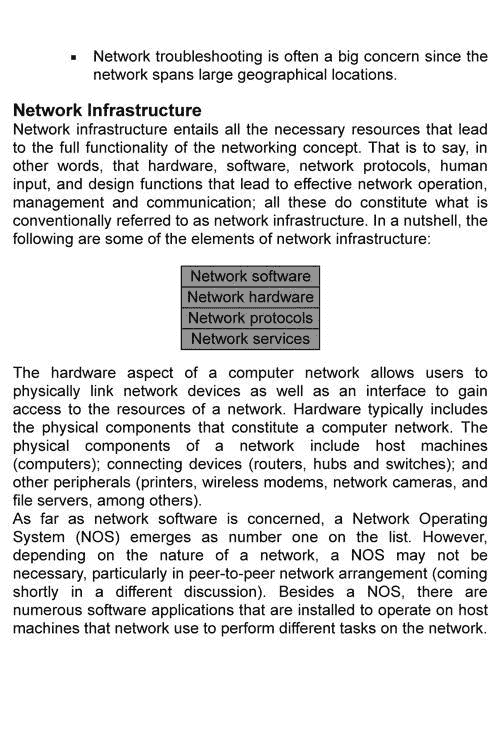 ▪ Network troubleshooting is often a big concern since the
network spans large geographical locations.
Network Infrastructure
Network infrastructure entails all the necessary resources that lead
to the full functionality of the networking concept. That is to say, in
other words, that hardware, software, network protocols, human
input, and design functions that lead to effective network operation,
management and communication; all these do constitute what is
conventionally referred to as network infrastructure. In a nutshell, the
following are some of the elements of network infrastructure:
Network software
Network hardware
Network protocols
Network services
The hardware aspect of a computer network allows users to
physically link network devices as well as an interface to gain
access to the resources of a network. Hardware typically includes
the physical components that constitute a computer network. The
physical components of a network include host machines
(computers); connecting devices (routers, hubs and switches); and
other peripherals (printers, wireless modems, network cameras, and
file servers, among others).
As far as network software is concerned, a Network Operating
System (NOS) emerges as number one on the list. However,
depending on the nature of a network, a NOS may not be
necessary, particularly in peer-to-peer network arrangement (coming
shortly in a different discussion). Besides a NOS, there are
numerous software applications that are installed to operate on host
machines that network use to perform different tasks on the network.